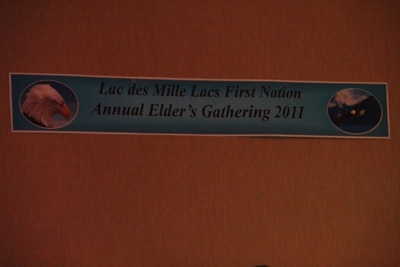 Lac des Mille Lacs First Nation
Annual Elder's Gathering 2011